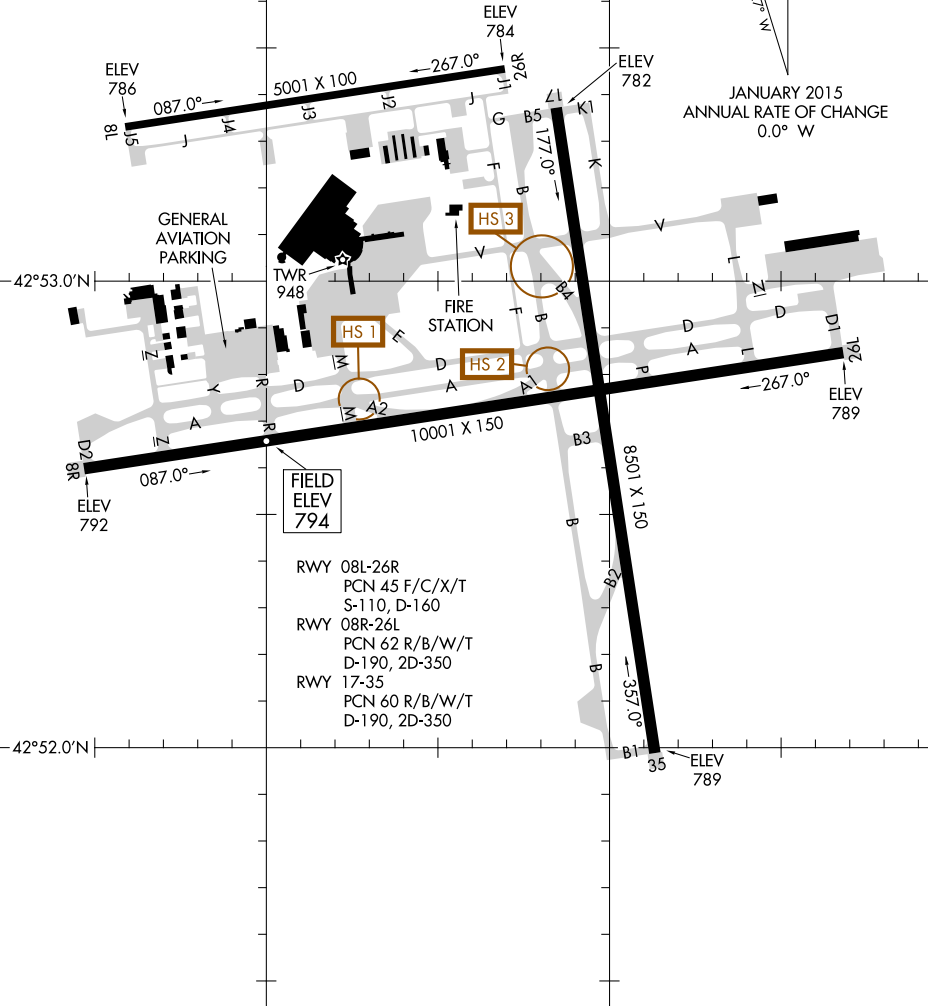 7° W
JANUARY 2015
ANNUAL RATE OF CHANGE
0.0° W
ELEV
784
ELEV
786
ELEV
782
5001 X 100
087.0°
267.0°
8L
26R
J5
J
J4
J3
J2
J
J1
G
B5
17
K1
177.0°
K
F
B
HS 3
V
V
GENERAL
AVIATION
PARKING
TWR
948
FIRE
STATION
42°53.0'N
B4
L
N
D
D1
26L
HS 1
HS 2
E
F
B
D
A
L
Z
Y
R
D
M
D
A
A1
P
267.0°
ELEV
789
A
Z
R
M
A2
10001 X 150
D2
8R
087.0°
ELEV
792
FIELD
ELEV
794
B3
8501 X 150
B
B2
B
357.0°
RWY 08L-26R
PCN 45 F/C/X/T
S-110, D-160
RWY 08R-26L
PCN 62 R/B/W/T
D-190, 2D-350
RWY 17-35
PCN 60 R/B/W/T
D-190, 2D-350
42°52.0'N
B1
35
ELEV
789